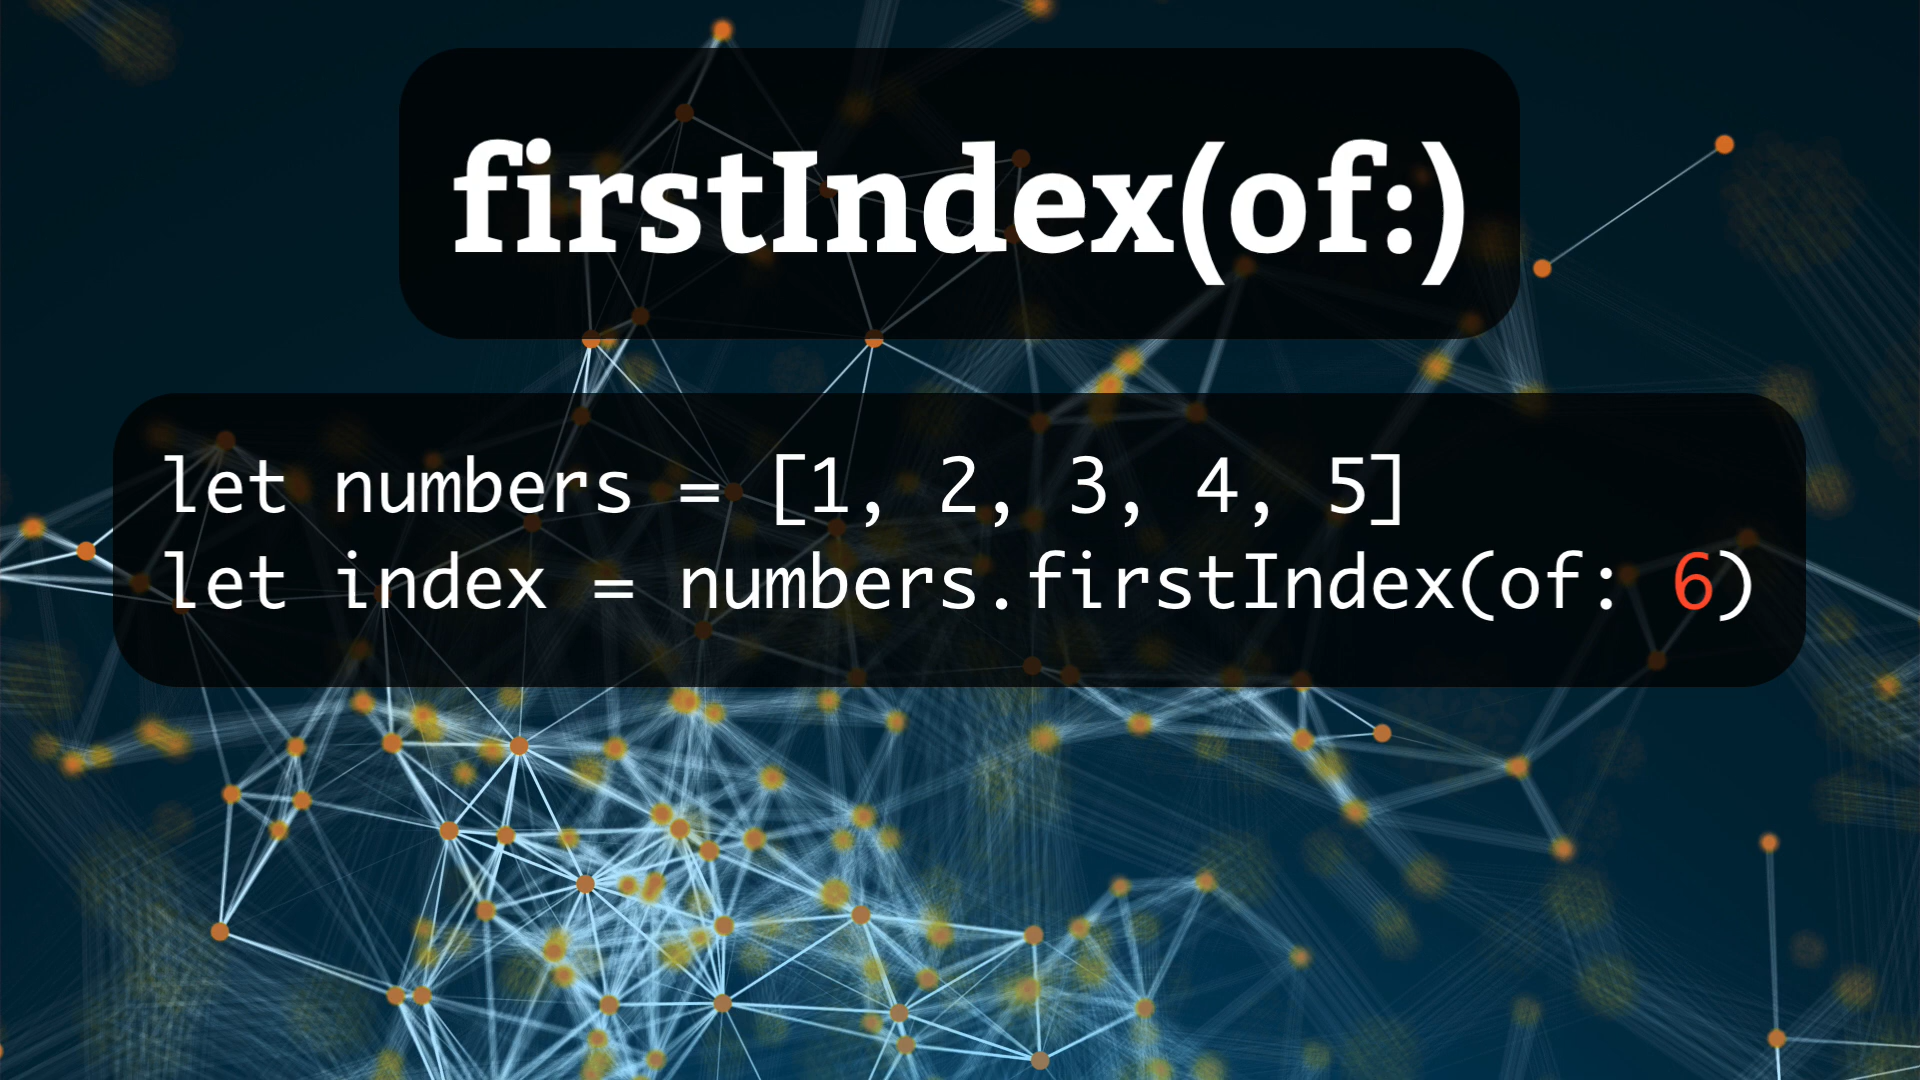 firstIndex(of:)
let numbers = [1, 2, 3, 4, 5]
let index = numbers.firstIndex(of: 6)